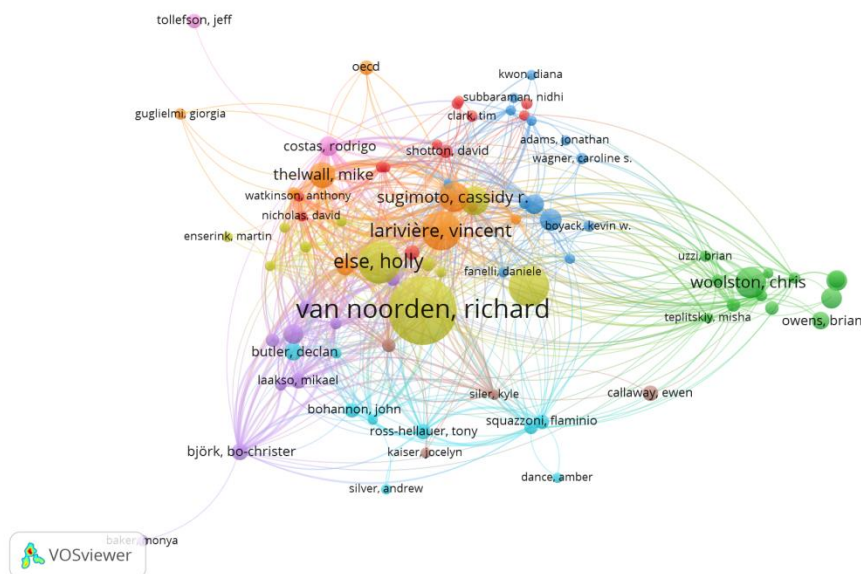 tollefson, jeff
oecd
kwon, diana
subbaraman, nidhi
guglielmi, giorgia
clark, tim
costas, rodrigo
shotton, david
adams, jonathan
wagner, caroline s.
thelwall, mike
watkinson, anthony
sugimoto, cassidy r.
nicholas, david
boyack, kevin w.
enserink, martin
larivière, vincent
else, holly
fanelli, daniele
uzzi, brian
woolston, chris
van noorden, richard
teplitskiy, misha
owens, brian
butler, declan
laakso, mikael
siler, kyle
callaway, ewen
bohannon, john
squazzoni, flaminio
ross-hellauer, tony
björk, bo-christer
kaiser, jocelyn
dance, amber
silver, andrew
baker, monya
VOSviewer